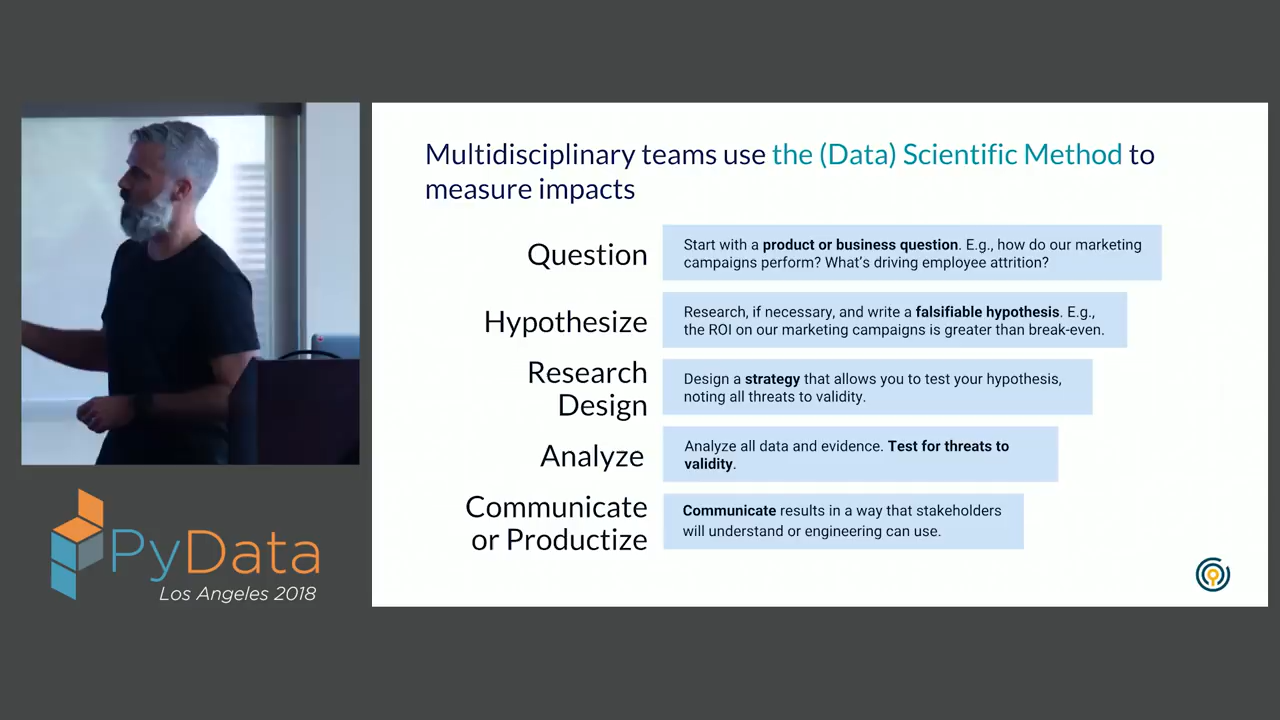 Multidisciplinary teams use the (Data) Scientific Method to
measure impacts
Question
Start with a product or business question. E.g., how do our marketing
campaigns perform? What's driving employee attrition?
Hypothesize
Research, if necessary, and write a falsifiable hypothesis. E.g.,
the ROI on our marketing campaigns is greater than break-even.
Research
Design
Design a strategy that allows you to test your hypothesis,
noting all threats to validity.
Analyze
Analyze all data and evidence. Test for threats to
validity.
Communicate
or Productize
Communicate results in a way that stakeholders
will understand or engineering can use.
PyData
Los Angeles 2018